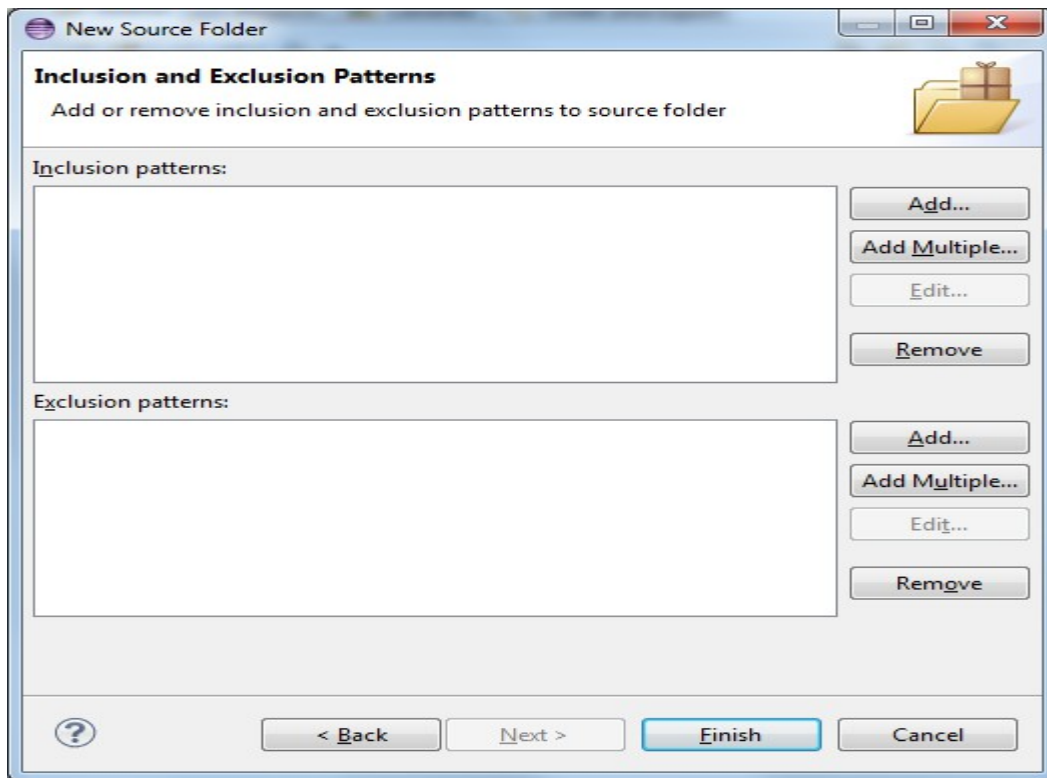 New Source Folder
Inclusion and Exclusion Patterns
Add or remove inclusion and exclusion patterns to source folder
Inclusion patterns:
Add...
Add Multiple...
Edit...
Remove
Exclusion patterns:
Add...
Add Multiple...
Edit...
Remove
?
< Back Next > Finish Cancel